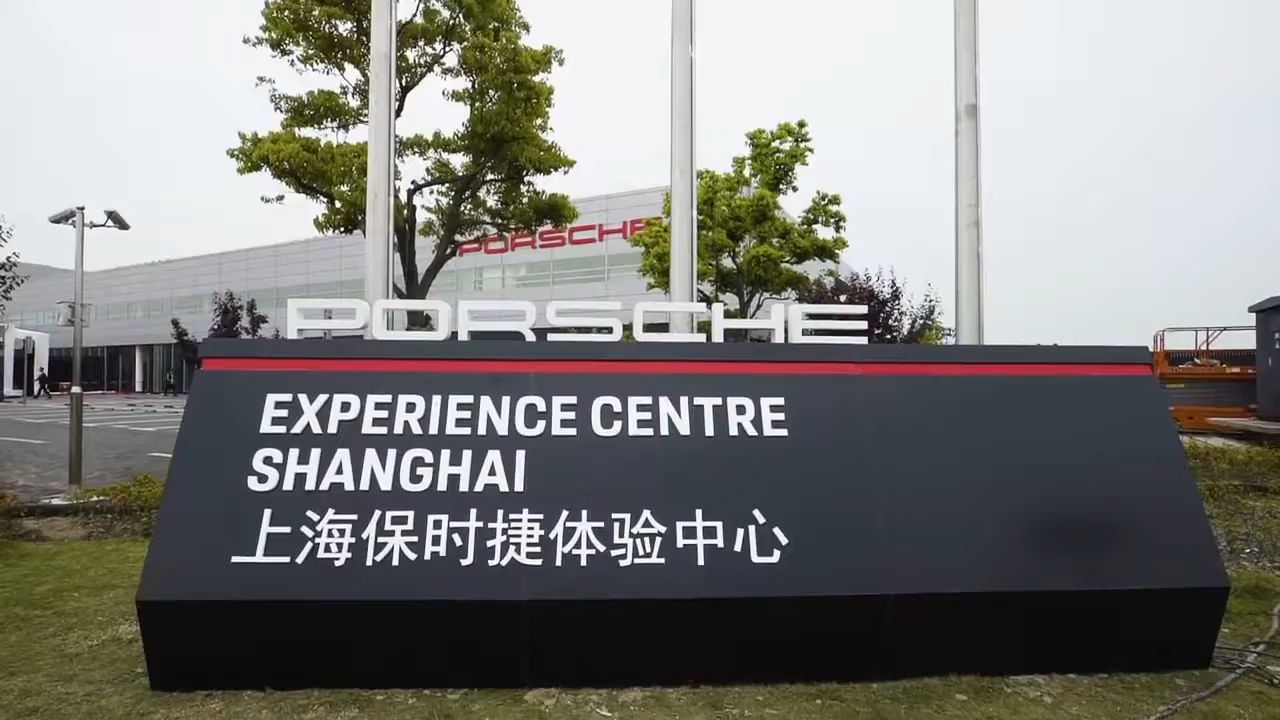 PORSCHE
PORSCHE
EXPERIENCE CENTRE
SHANGHAI
上海保时捷体验中心